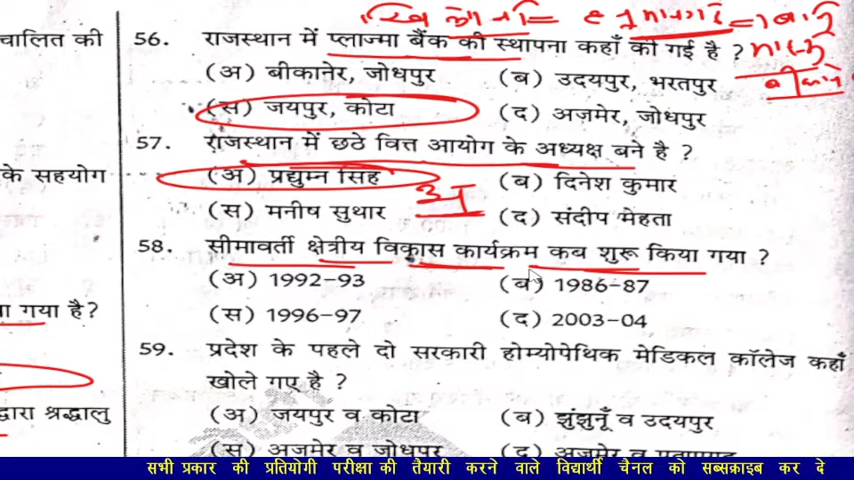 चालित की
के सहयोग
गया है?
द्वारा श्रद्धालु
56. राजस्थान में प्लाज्मा बैंक की स्थापना कहाँ की गई है ?
(अ) बीकानेर, जोधपुर (ब) उदयपुर, भरतपुर
(स) जयपुर, कोटा (द) अज़मेर, जोधपुर
57. राजस्थान में छठे वित्त आयोग के अध्यक्ष बने है ?
(अ) प्रद्युम्न सिंह (ब) दिनेश कुमार
अ
(स) मनीष सुथार (द) संदीप मेहता
58. सीमावर्ती क्षेत्रीय विकास कार्यक्रम कब शुरू किया गया ?
(अ) 1992-93 (ब) 1986-87
(स) 1996-97 (द) 2003-04
59. प्रदेश के पहले दो सरकारी होम्योपेथिक मेडिकल कॉलेज कहाँ
खोले गए है ?
(अ) जयपुर व कोटा (ब) झुंझुनूँ व उदयपुर
(स) अजमेर व जोधपुर (द) अजमेर व
सभी प्रकार की प्रतियोगी परीक्षा की तैयारी करने वाले विद्यार्थी चैनल को सब्सक्राइब कर दे